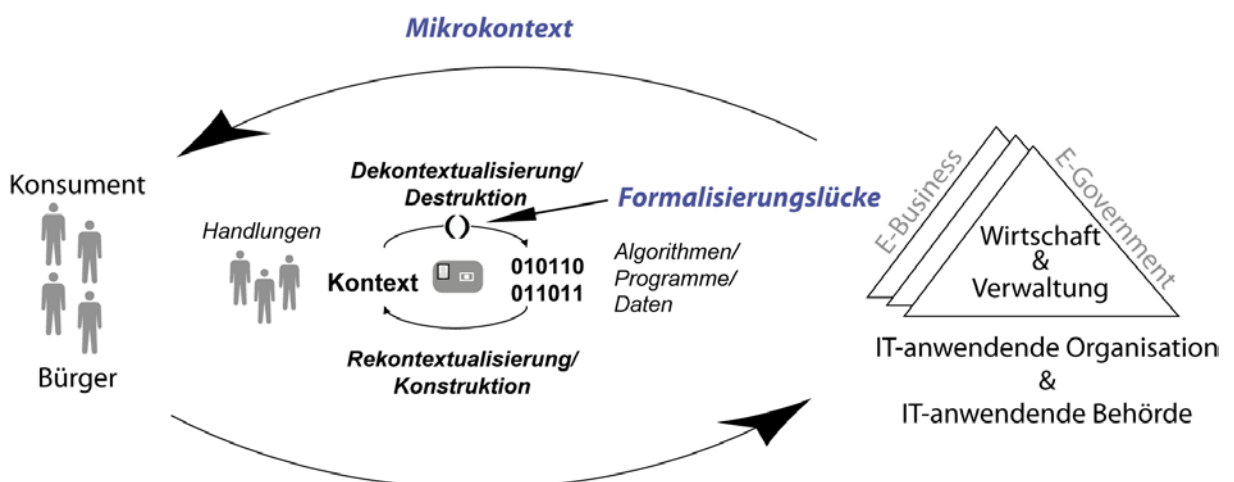 Mikrokontext
Konsument
Bürger
Handlungen
Dekontextualisierung/
Destruktion
( )
Formalisierungslücke
Kontext
010110
011011
Algorithmen/
Programme/
Daten
Rekontextualisierung/
Konstruktion
E-Business
E-Government
Wirtschaft
&
Verwaltung
IT-anwendende Organisation
&
IT-anwendende Behörde